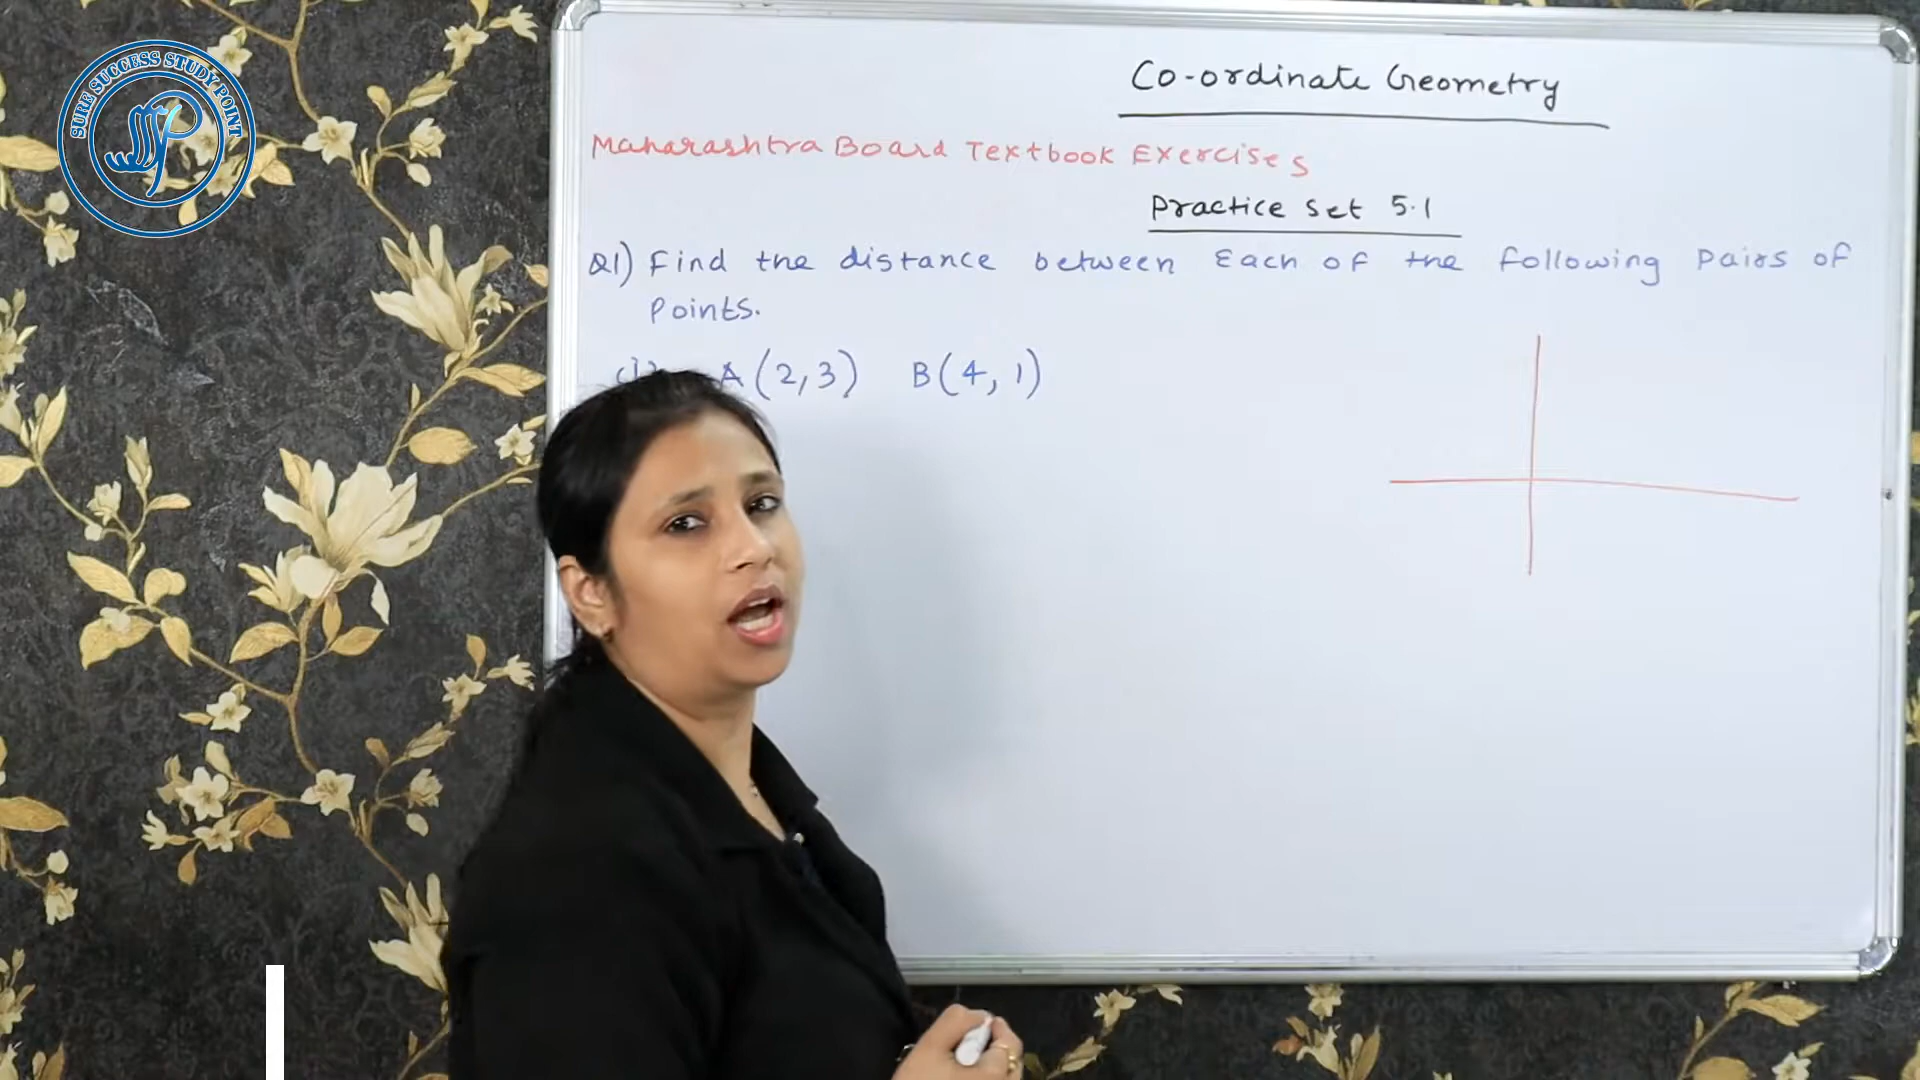 SURE SUCCESS STUDY POINT
Co-ordinate Geometry
Maharashtra Board Textbook Exercises
Practice Set 5.1
Q1) Find the distance between Each of the following Pairs of
Points.
A (2,3) B(4, 1)